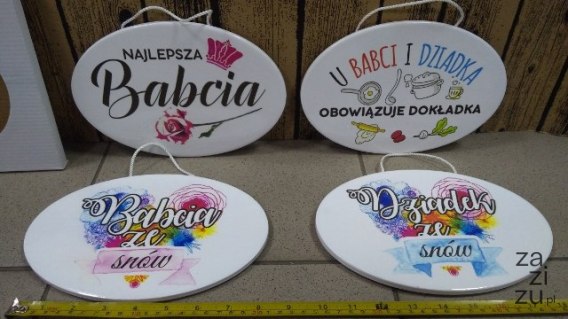 NAJLEPSZA
Babcia
U BABCI I DZIADKA
OBOWIĄZUJE DOKŁADKA
Babcia
ze
snów
Dziadek
ze
snów
za
zi
zu.pl